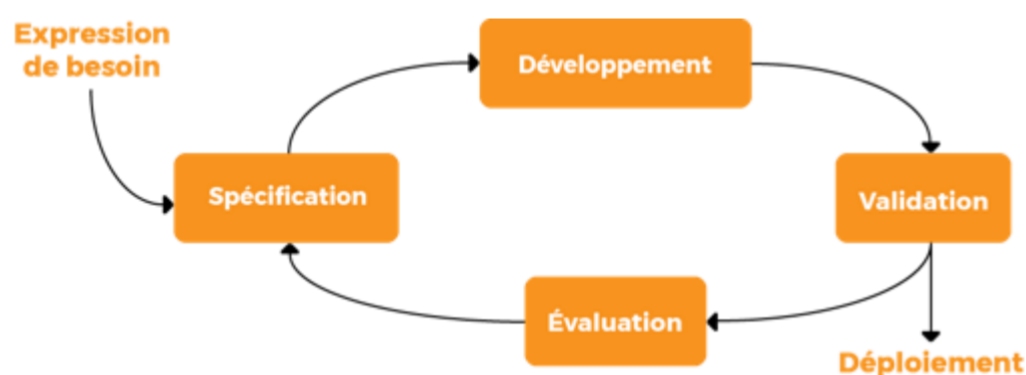 Expression
de besoin
Développement
Spécification
Validation
Évaluation
Déploiement